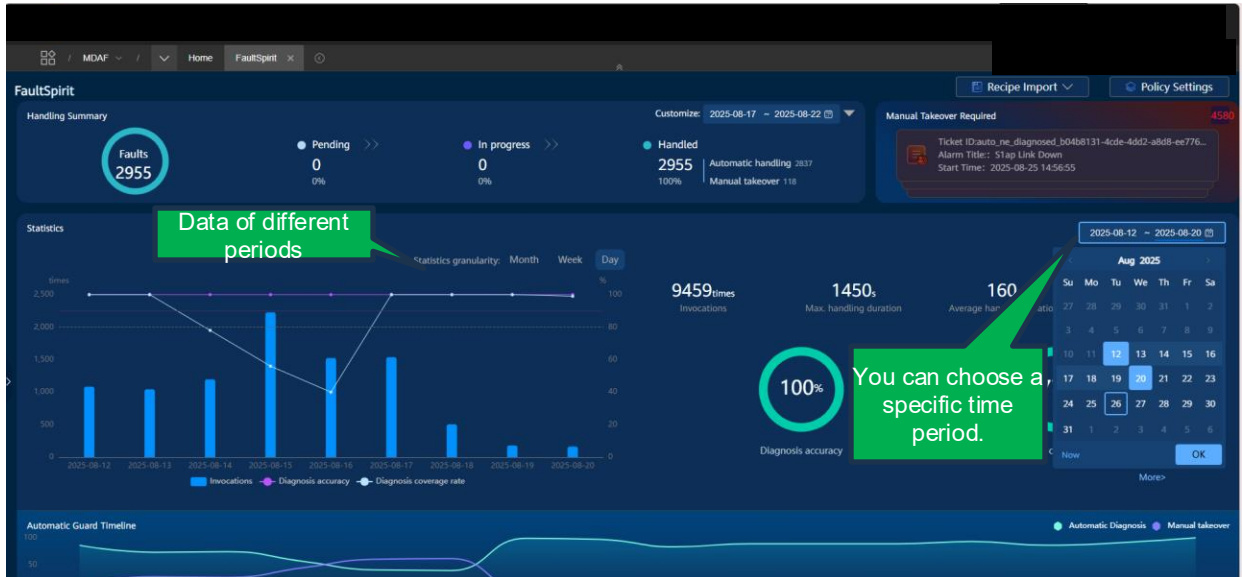 / MDAF / Home FaultSpirit ×
FaultSpirit
Recipe Import
Policy Settings
Handling Summary
Customize: 2025-08-17 ~ 2025-08-22
Faults
2955
Pending
0
0%
In progress
0
0%
Handled
2955
100%
Automatic handling 2837
Manual takeover 118
Manual Takeover Required
4580
Ticket ID:auto_ne_diagnosed_b04b8131-4cde-4dd2-a8d8-ee776...
Alarm Title:: S1ap Link Down
Start Time: 2025-08-25 14:56:55
Statistics
Data of different
periods
Statistics granularity: Month Week Day
times
%
2,500
2,000
1,500
1,000
500
0
100
80
60
40
20
0
2025-08-12 2025-08-13 2025-08-14 2025-08-15 2025-08-16 2025-08-17 2025-08-18 2025-08-19 2025-08-20
Invocations Diagnosis accuracy Diagnosis coverage rate
9459times
Invocations
1450s
Max. handling duration
160
Average
100%
Diagnosis accuracy
You can choose a
specific time
period.
2025-08-12 ~ 2025-08-20
Aug 2025
Su Mo Tu We Th Fr Sa
27 28 29 30 31 1 2
3 4 5 6 7 8 9
10 11 12 13 14 15 16
17 18 19 20 21 22 23
24 25 26 27 28 29 30
31 1 2 3 4 5 6
Now OK
More>
Automatic Guard Timeline
Automatic Diagnosis Manual takeover
100
50